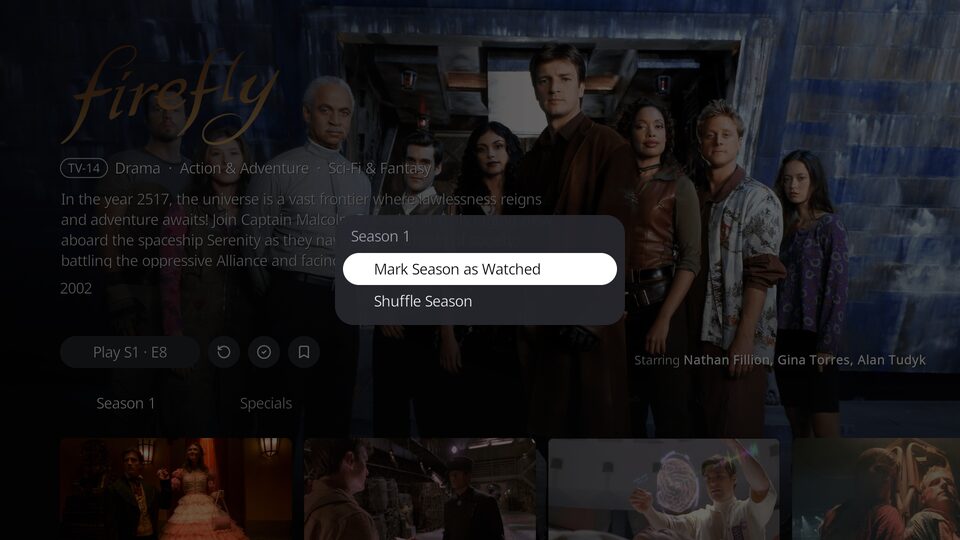 firefly
TV-14 Drama · Action & Adventure · Sci-Fi & Fantasy
In the year 2517, the universe is a vast frontier where lawlessness reigns
and adventure awaits! Join Captain Malcolm
aboard the spaceship Serenity as they
battling the oppressive Alliance and facing
2002
Season 1
Mark Season as Watched
Shuffle Season
Play S1 · E8
Starring Nathan Fillion, Gina Torres, Alan Tudyk
Season 1 Specials